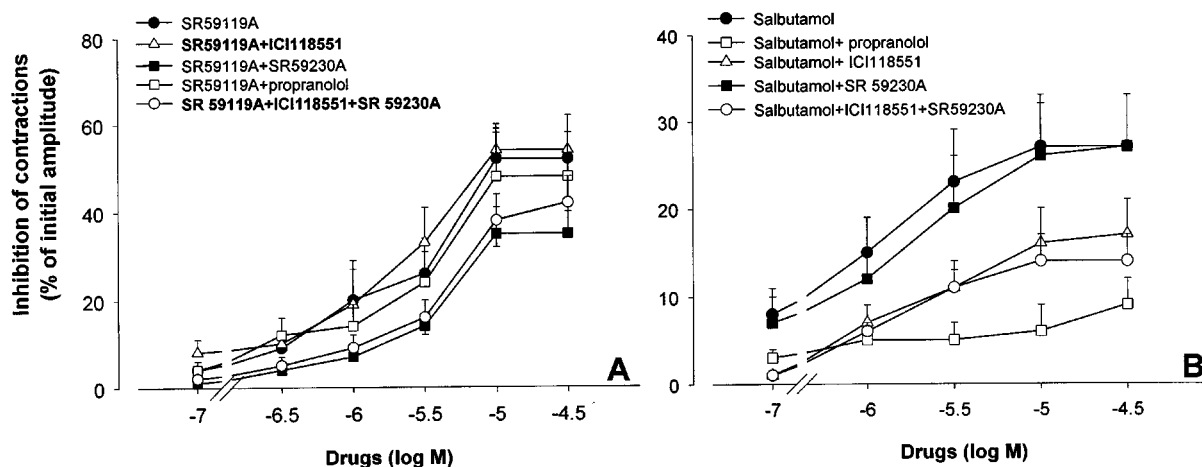 Inhibition of contractions
(% of initial amplitude)
80
60
40
20
0
SR59119A
SR59119A+ICI118551
SR59119A+SR59230A
SR59119A+propranolol
SR 59119A+ICI118551+SR 59230A
A
-7
-6.5
-6
-5.5
-5
-4.5
Drugs (log M)
40
30
20
10
0
Salbutamol
Salbutamol+ propranolol
Salbutamol+ ICI118551
Salbutamol+SR 59230A
Salbutamol+ICI118551+SR59230A
B
-7
-6
-5.5
-5
-4.5
Drugs (log M)